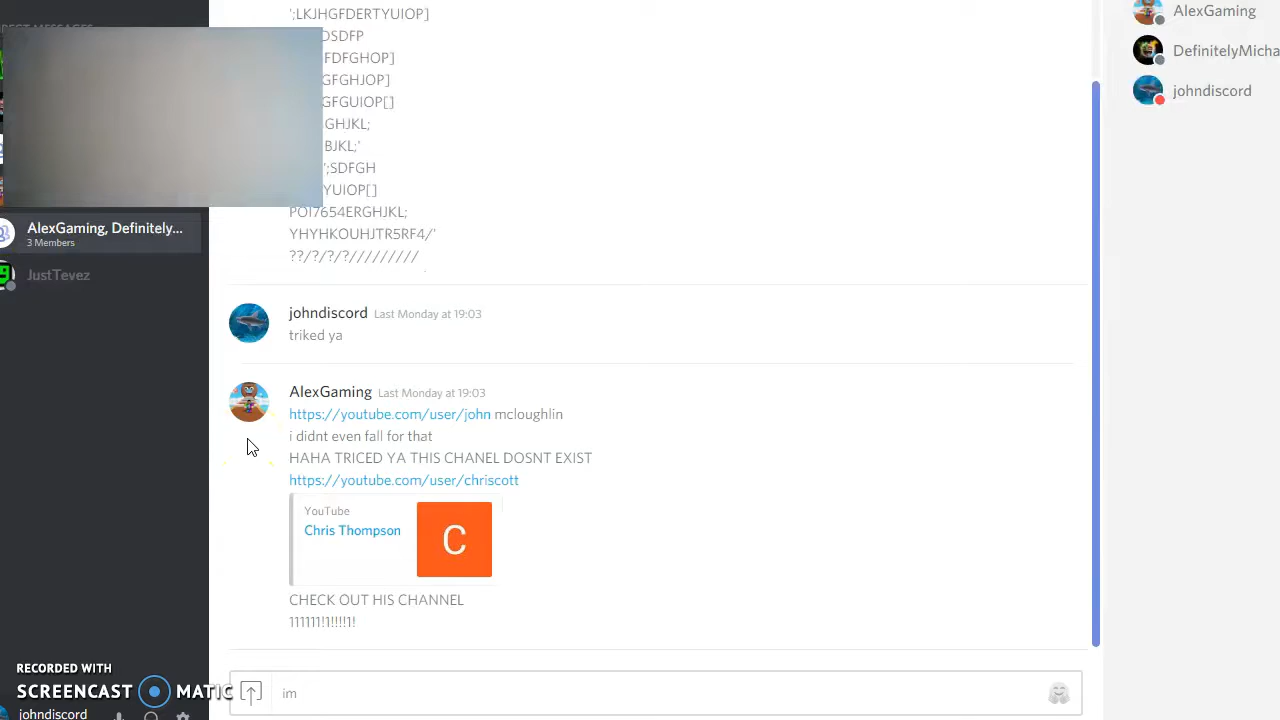 ';LKJHGFDERTYUIOP]
DSDFP
FDFGHOP]
GFGHJOP]
GFGUIOP[]
GHJKL;
BJKL;'
';SDFGH
YUIOP[]
POI7654ERGHJKL;
YHYHKOUHJTR5RF4/'
??/?/?/?/////////
AlexGaming, Definitely...
3 Members
JustTevez
johndiscord Last Monday at 19:03
triked ya
AlexGaming Last Monday at 19:03
https://youtube.com/user/john mcloughlin
i didnt even fall for that
HAHA TRICED YA THIS CHANEL DOSNT EXIST
https://youtube.com/user/chriscott
YouTube
Chris Thompson
C
CHECK OUT HIS CHANNEL
111111!1!!!!1!
im
RECORDED WITH
SCREENCAST MATIC
johndiscord
AlexGaming
DefinitelyMicha
johndiscord